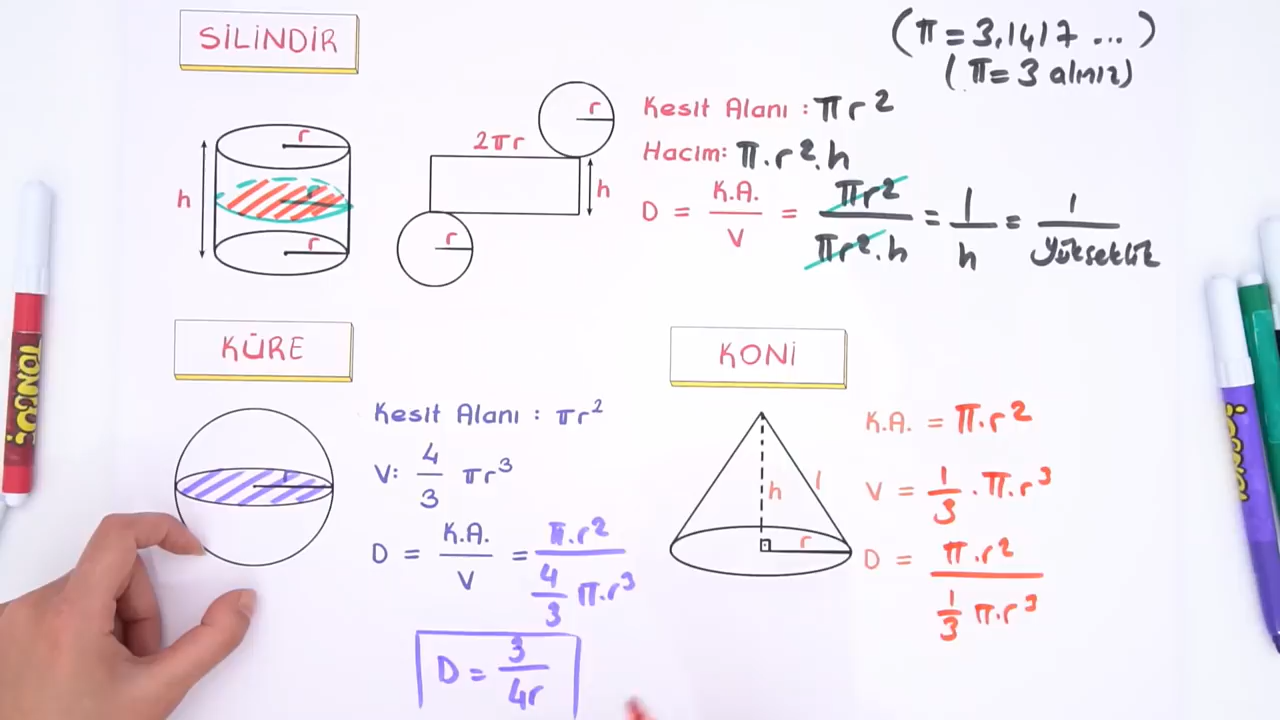 SİLİNDİR
(π = 3,1417 ...)
(π = 3 alınız)
r
h
r
r
2πr
r
h
r
Kesit Alanı : πr²
Hacim: π.r².h
D = K.A. / V = πr² / πr².h = 1 / h = 1 / Yükseklik
KÜRE
r
Kesit Alanı : πr²
V: 4/3 πr³
D = K.A. / V = π.r² / 4/3 π.r³
D = 3 / 4r
KONİ
h
l
r
K.A. = π.r²
V = 1/3 . π.r³
D = π.r² / 1/3 π.r³
TONGUÇ